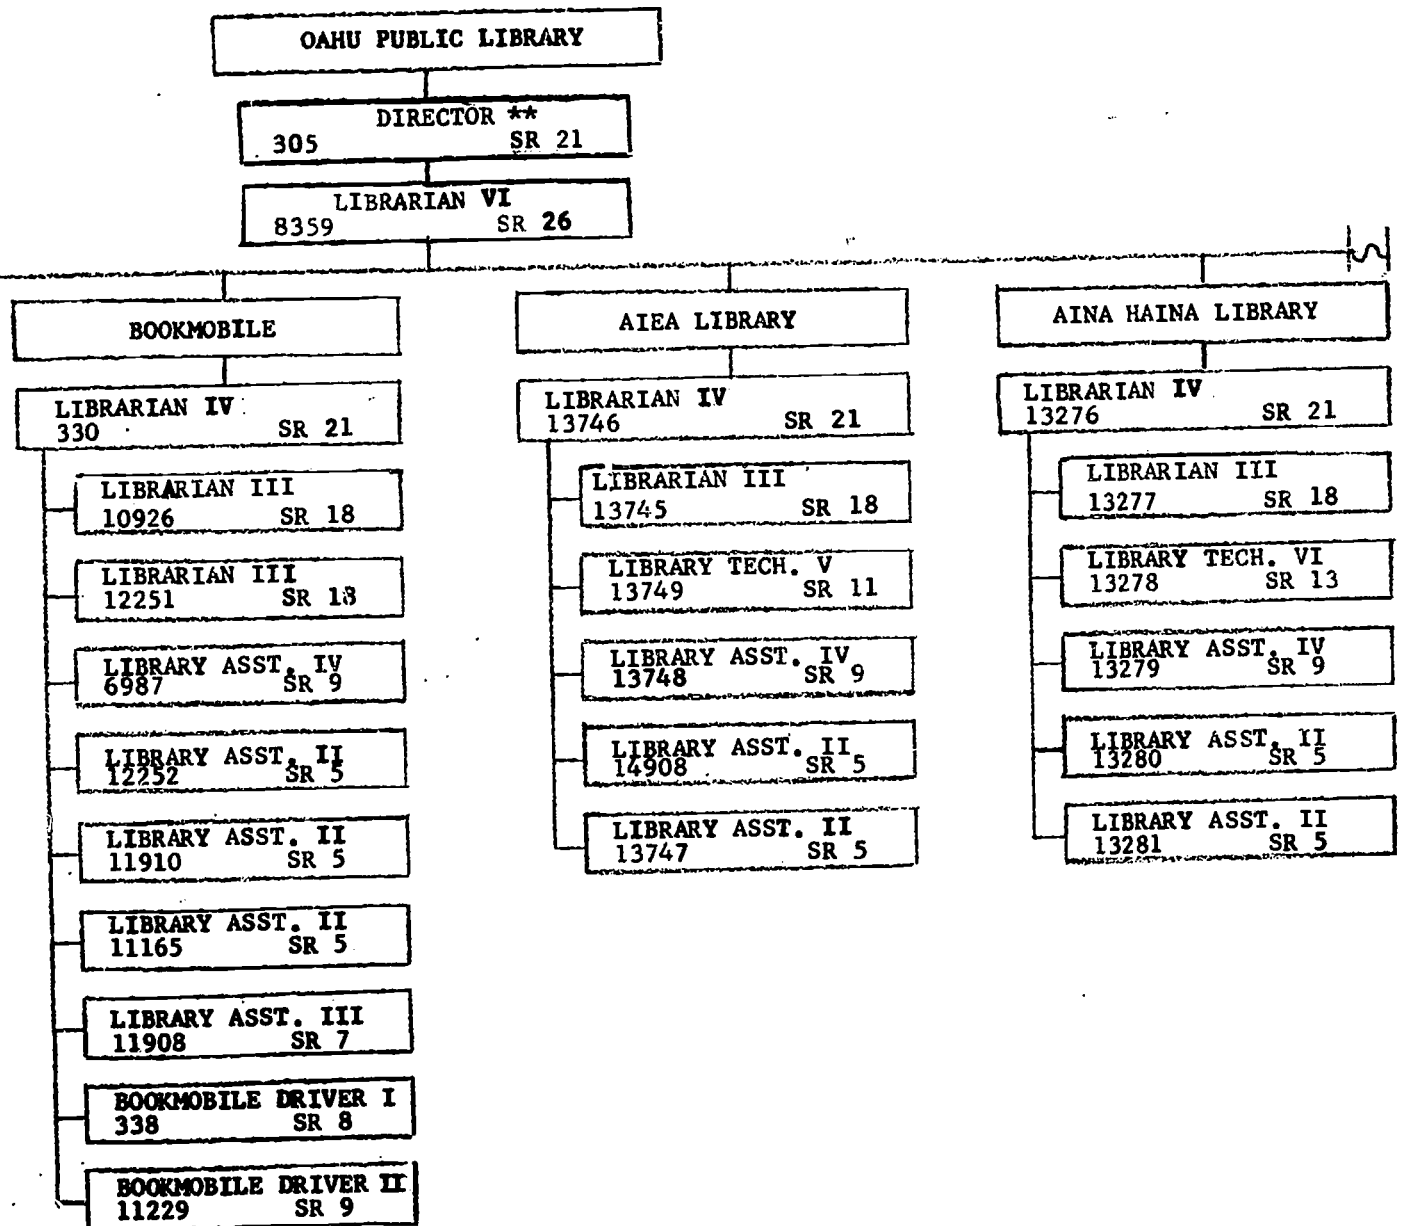 OAHU PUBLIC LIBRARY
DIRECTOR **
305 SR 21
LIBRARIAN VI
8359 SR 26
BOOKMOBILE
LIBRARIAN IV
330 SR 21
LIBRARIAN III
10926 SR 18
LIBRARIAN III
12251 SR 18
LIBRARY ASST. IV
6987 SR 9
LIBRARY ASST. II
12252 SR 5
LIBRARY ASST. II
11910 SR 5
LIBRARY ASST. II
11165 SR 5
LIBRARY ASST. III
11908 SR 7
BOOKMOBILE DRIVER I
338 SR 8
BOOKMOBILE DRIVER II
11229 SR 9
AIEA LIBRARY
LIBRARIAN IV
13746 SR 21
LIBRARIAN III
13745 SR 18
LIBRARY TECH. V
13749 SR 11
LIBRARY ASST. IV
13748 SR 9
LIBRARY ASST. II
14908 SR 5
LIBRARY ASST. II
13747 SR 5
AINA HAINA LIBRARY
LIBRARIAN IV
13276 SR 21
LIBRARIAN III
13277 SR 18
LIBRARY TECH. VI
13278 SR 13
LIBRARY ASST. IV
13279 SR 9
LIBRARY ASST. II
13280 SR 5
LIBRARY ASST. II
13281 SR 5